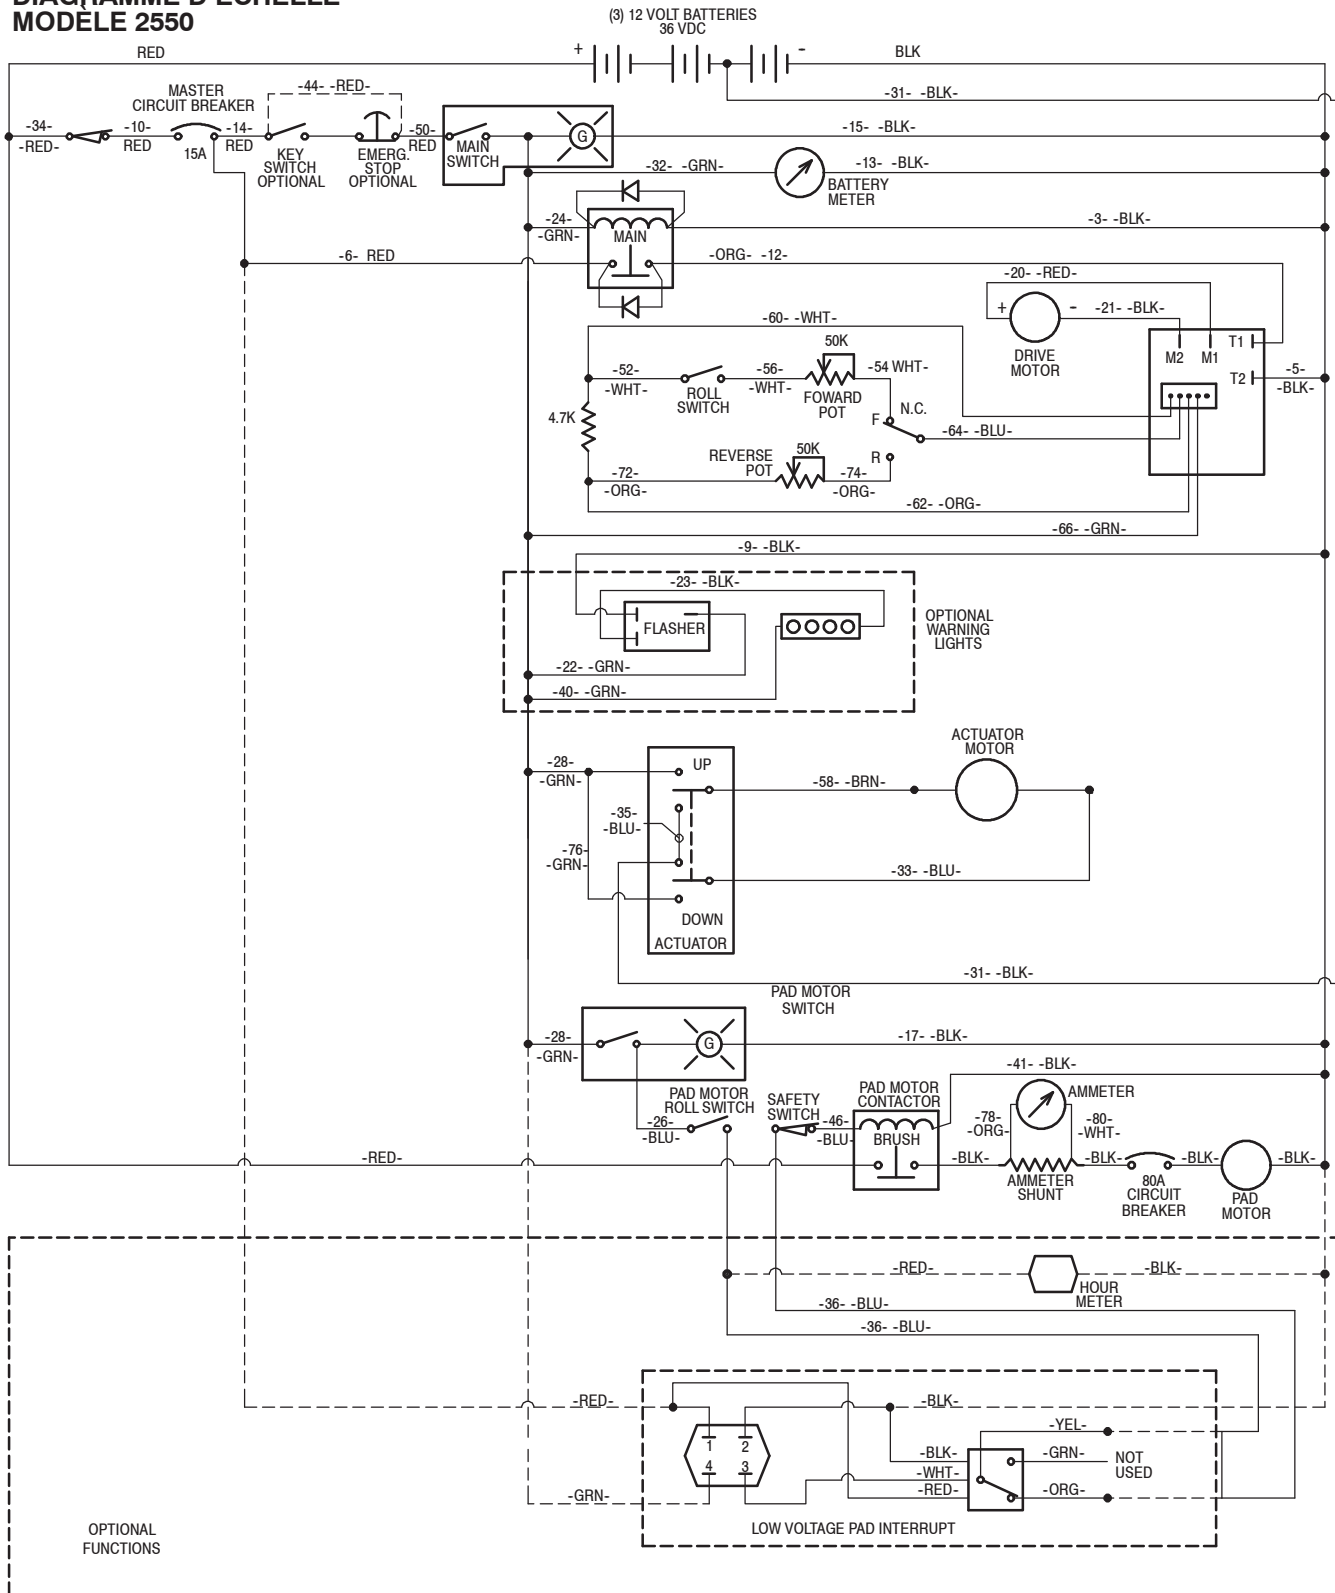 DIAGRAMME D'ÉCHELLE
MODÈLE 2550
(3) 12 VOLT BATTERIES
36 VDC
RED
+
-
BLK
-31- -BLK-
MASTER
CIRCUIT BREAKER
-44- -RED-
-34-
-RED-
-10-
RED
15A
-14-
RED
KEY
SWITCH
OPTIONAL
EMERG.
STOP
OPTIONAL
-50-
RED
MAIN
SWITCH
G
-15- -BLK-
-32- -GRN-
-13- -BLK-
BATTERY
METER
-24-
-GRN-
MAIN
-3- -BLK-
-6- RED
-ORG- -12-
-20- -RED-
+
-
-21- -BLK-
DRIVE
MOTOR
-60- -WHT-
M2
M1
T1
T2
-5-
-BLK-
50K
-52-
-WHT-
ROLL
SWITCH
-56-
-WHT-
FOWARD
POT
-54 WHT-
4.7K
F
N.C.
-64- -BLU-
REVERSE
POT
50K
R
-72-
-ORG-
-74-
-ORG-
-62- -ORG-
-66- -GRN-
-9- -BLK-
-23- -BLK-
FLASHER
OPTIONAL
WARNING
LIGHTS
-22- -GRN-
-40- -GRN-
ACTUATOR
MOTOR
-28-
-GRN-
UP
-58- -BRN-
-35-
-BLU-
-76-
-GRN-
-33- -BLU-
DOWN
ACTUATOR
-31- -BLK-
PAD MOTOR
SWITCH
-28-
-GRN-
G
-17- -BLK-
-41- -BLK-
PAD MOTOR
ROLL SWITCH
SAFETY
SWITCH
PAD MOTOR
CONTACTOR
AMMETER
-26-
-BLU-
-46-
-BLU-
BRUSH
-78-
-ORG-
-80-
-WHT-
-RED-
-BLK-
AMMETER
SHUNT
-BLK-
80A
CIRCUIT
BREAKER
-BLK-
PAD
MOTOR
-BLK-
-RED-
-BLK-
HOUR
METER
-36- -BLU-
-36- -BLU-
-RED-
-BLK-
1
2
4
3
-YEL-
-BLK-
-GRN-
NOT
USED
-WHT-
-RED-
-ORG-
-GRN-
LOW VOLTAGE PAD INTERRUPT
OPTIONAL
FUNCTIONS